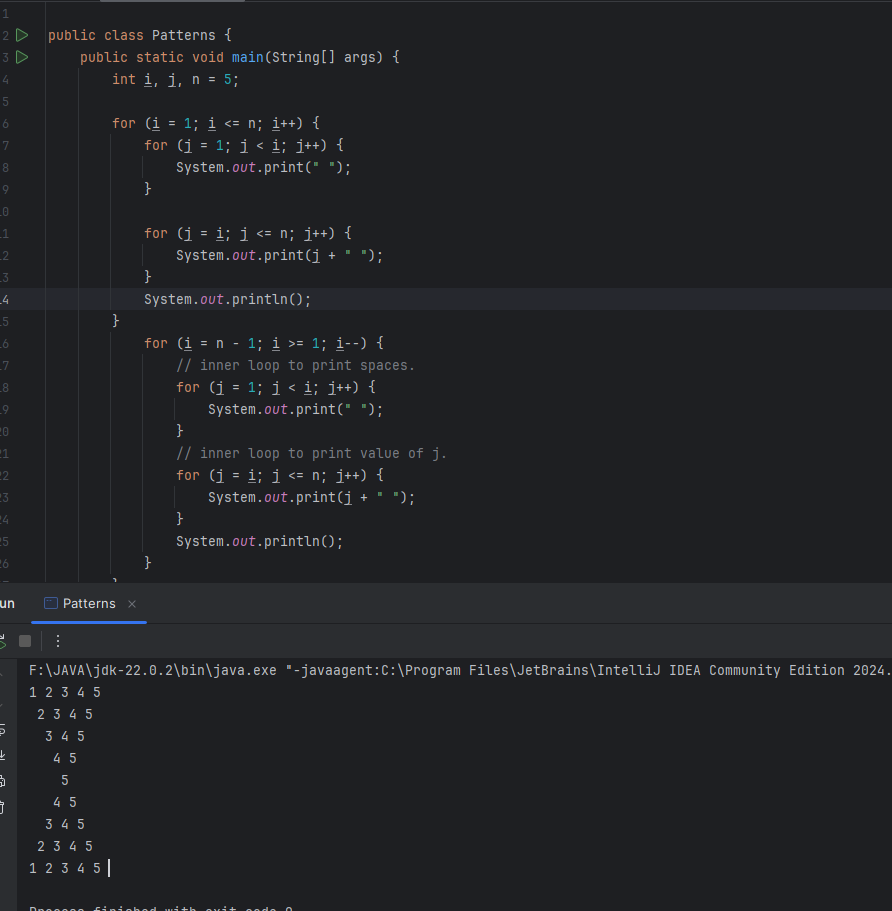 1
2 public class Patterns {
3 public static void main(String[] args) {
4 int i, j, n = 5;
5
6 for (i = 1; i <= n; i++) {
7 for (j = 1; j < i; j++) {
8 System.out.print(" ");
9 }
10
11 for (j = i; j <= n; j++) {
12 System.out.print(j + " ");
13 }
14 System.out.println();
15 }
16 for (i = n - 1; i >= 1; i--) {
17 // inner loop to print spaces.
18 for (j = 1; j < i; j++) {
19 System.out.print(" ");
20 }
21 // inner loop to print value of j.
22 for (j = i; j <= n; j++) {
23 System.out.print(j + " ");
24 }
25 System.out.println();
26 }
un Patterns ×
F:\JAVA\jdk-22.0.2\bin\java.exe "-javaagent:C:\Program Files\JetBrains\IntelliJ IDEA Community Edition 2024.
1 2 3 4 5
2 3 4 5
3 4 5
4 5
5
4 5
3 4 5
2 3 4 5
1 2 3 4 5
Process finished with exit code 0